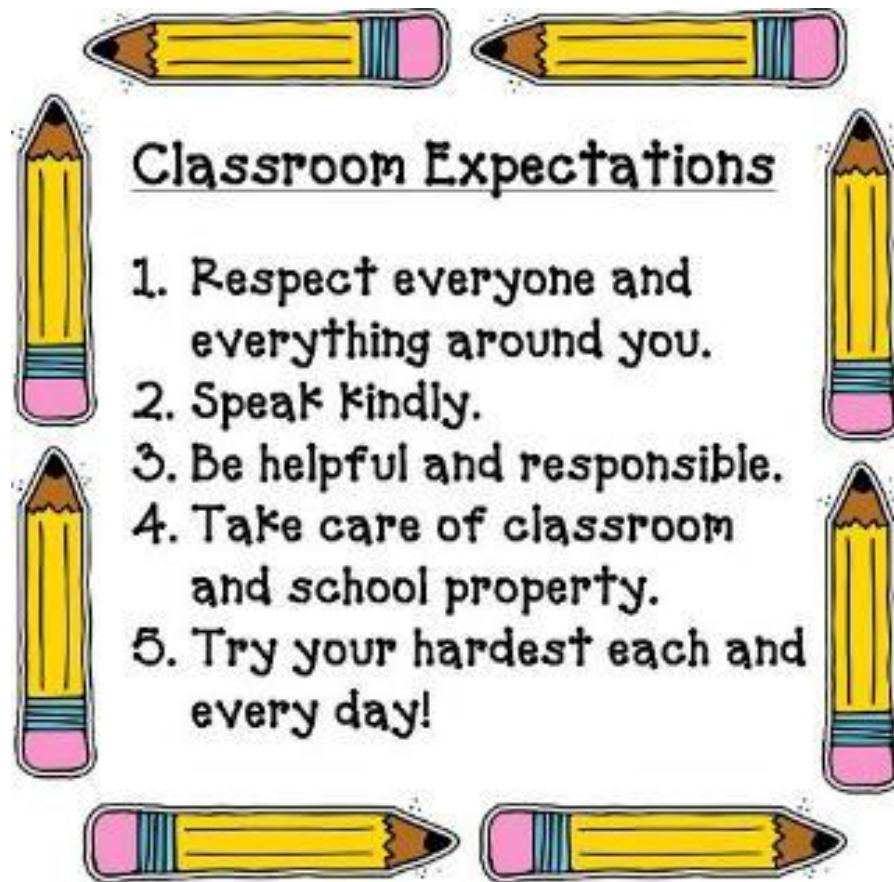 Classroom Expectations
1. Respect everyone and
everything around you.
2. Speak kindly.
3. Be helpful and responsible.
4. Take care of classroom
and school property.
5. Try your hardest each and
every day!